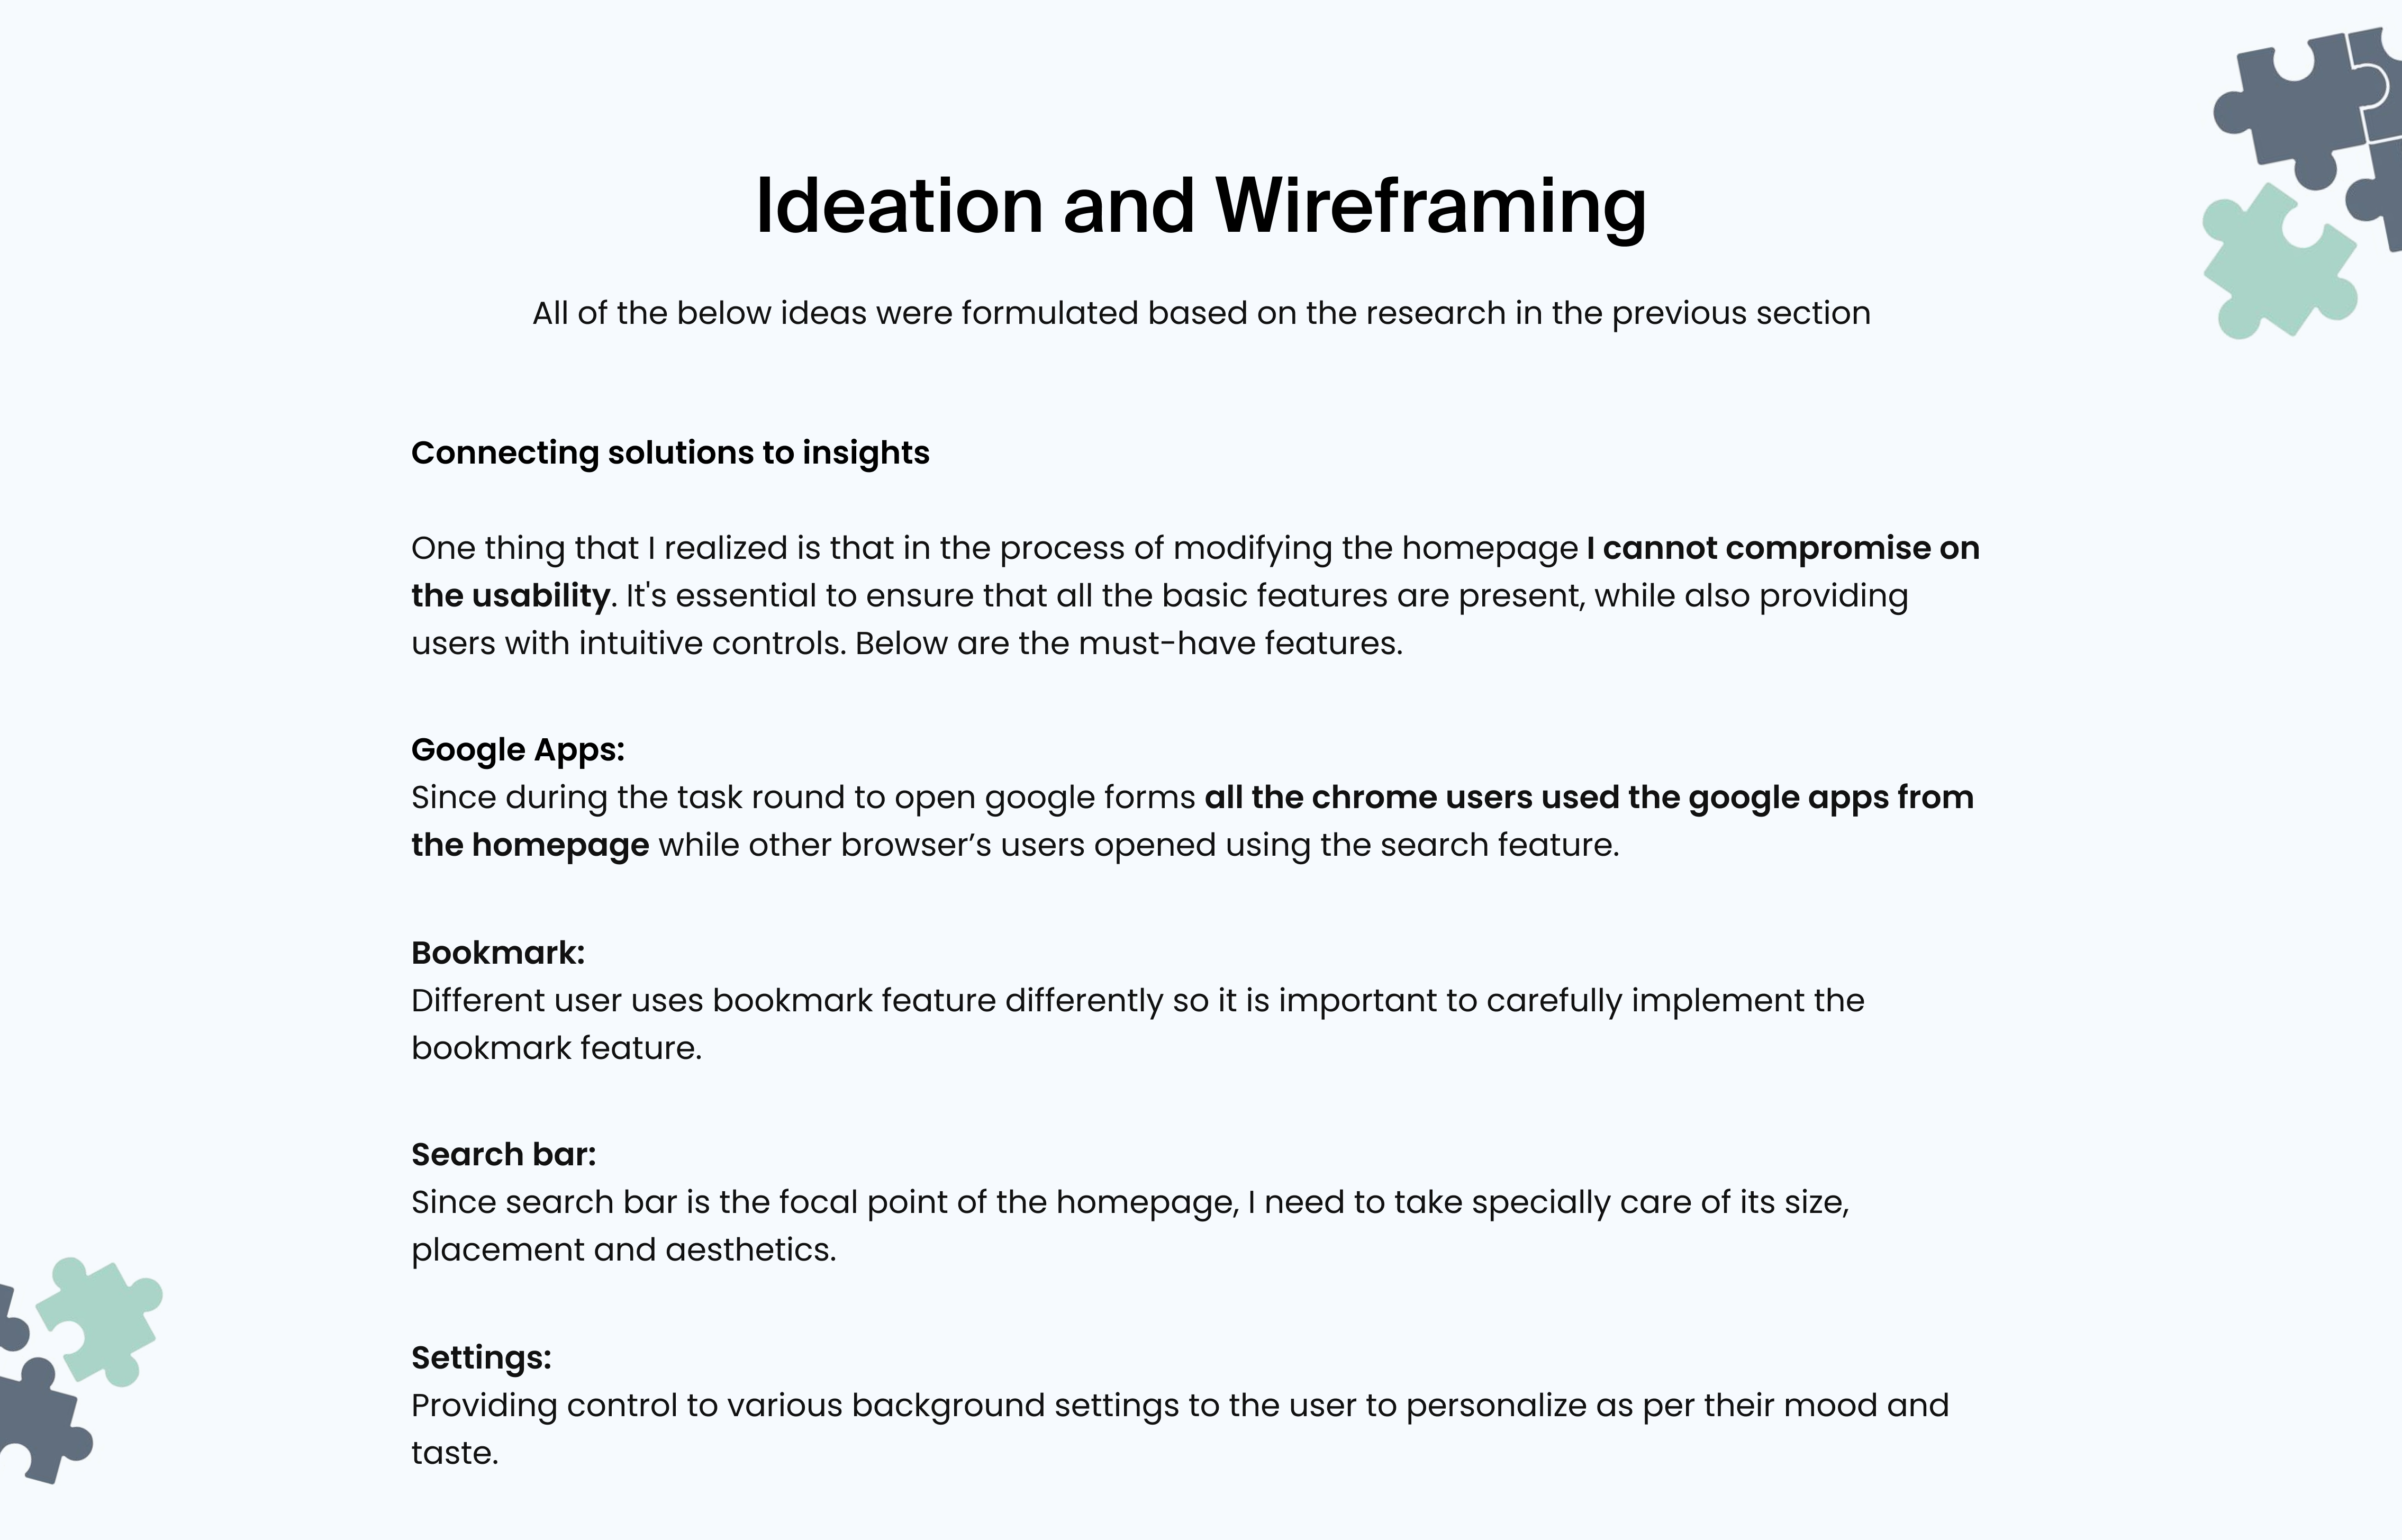 Ideation and Wireframing
All of the below ideas were formulated based on the research in the previous section
Connecting solutions to insights
One thing that I realized is that in the process of modifying the homepage I cannot compromise on
the usability. It's essential to ensure that all the basic features are present, while also providing
users with intuitive controls. Below are the must-have features.
Google Apps:
Since during the task round to open google forms all the chrome users used the google apps from
the homepage while other browser’s users opened using the search feature.
Bookmark:
Different user uses bookmark feature differently so it is important to carefully implement the
bookmark feature.
Search bar:
Since search bar is the focal point of the homepage, I need to take specially care of its size,
placement and aesthetics.
Settings:
Providing control to various background settings to the user to personalize as per their mood and
taste.